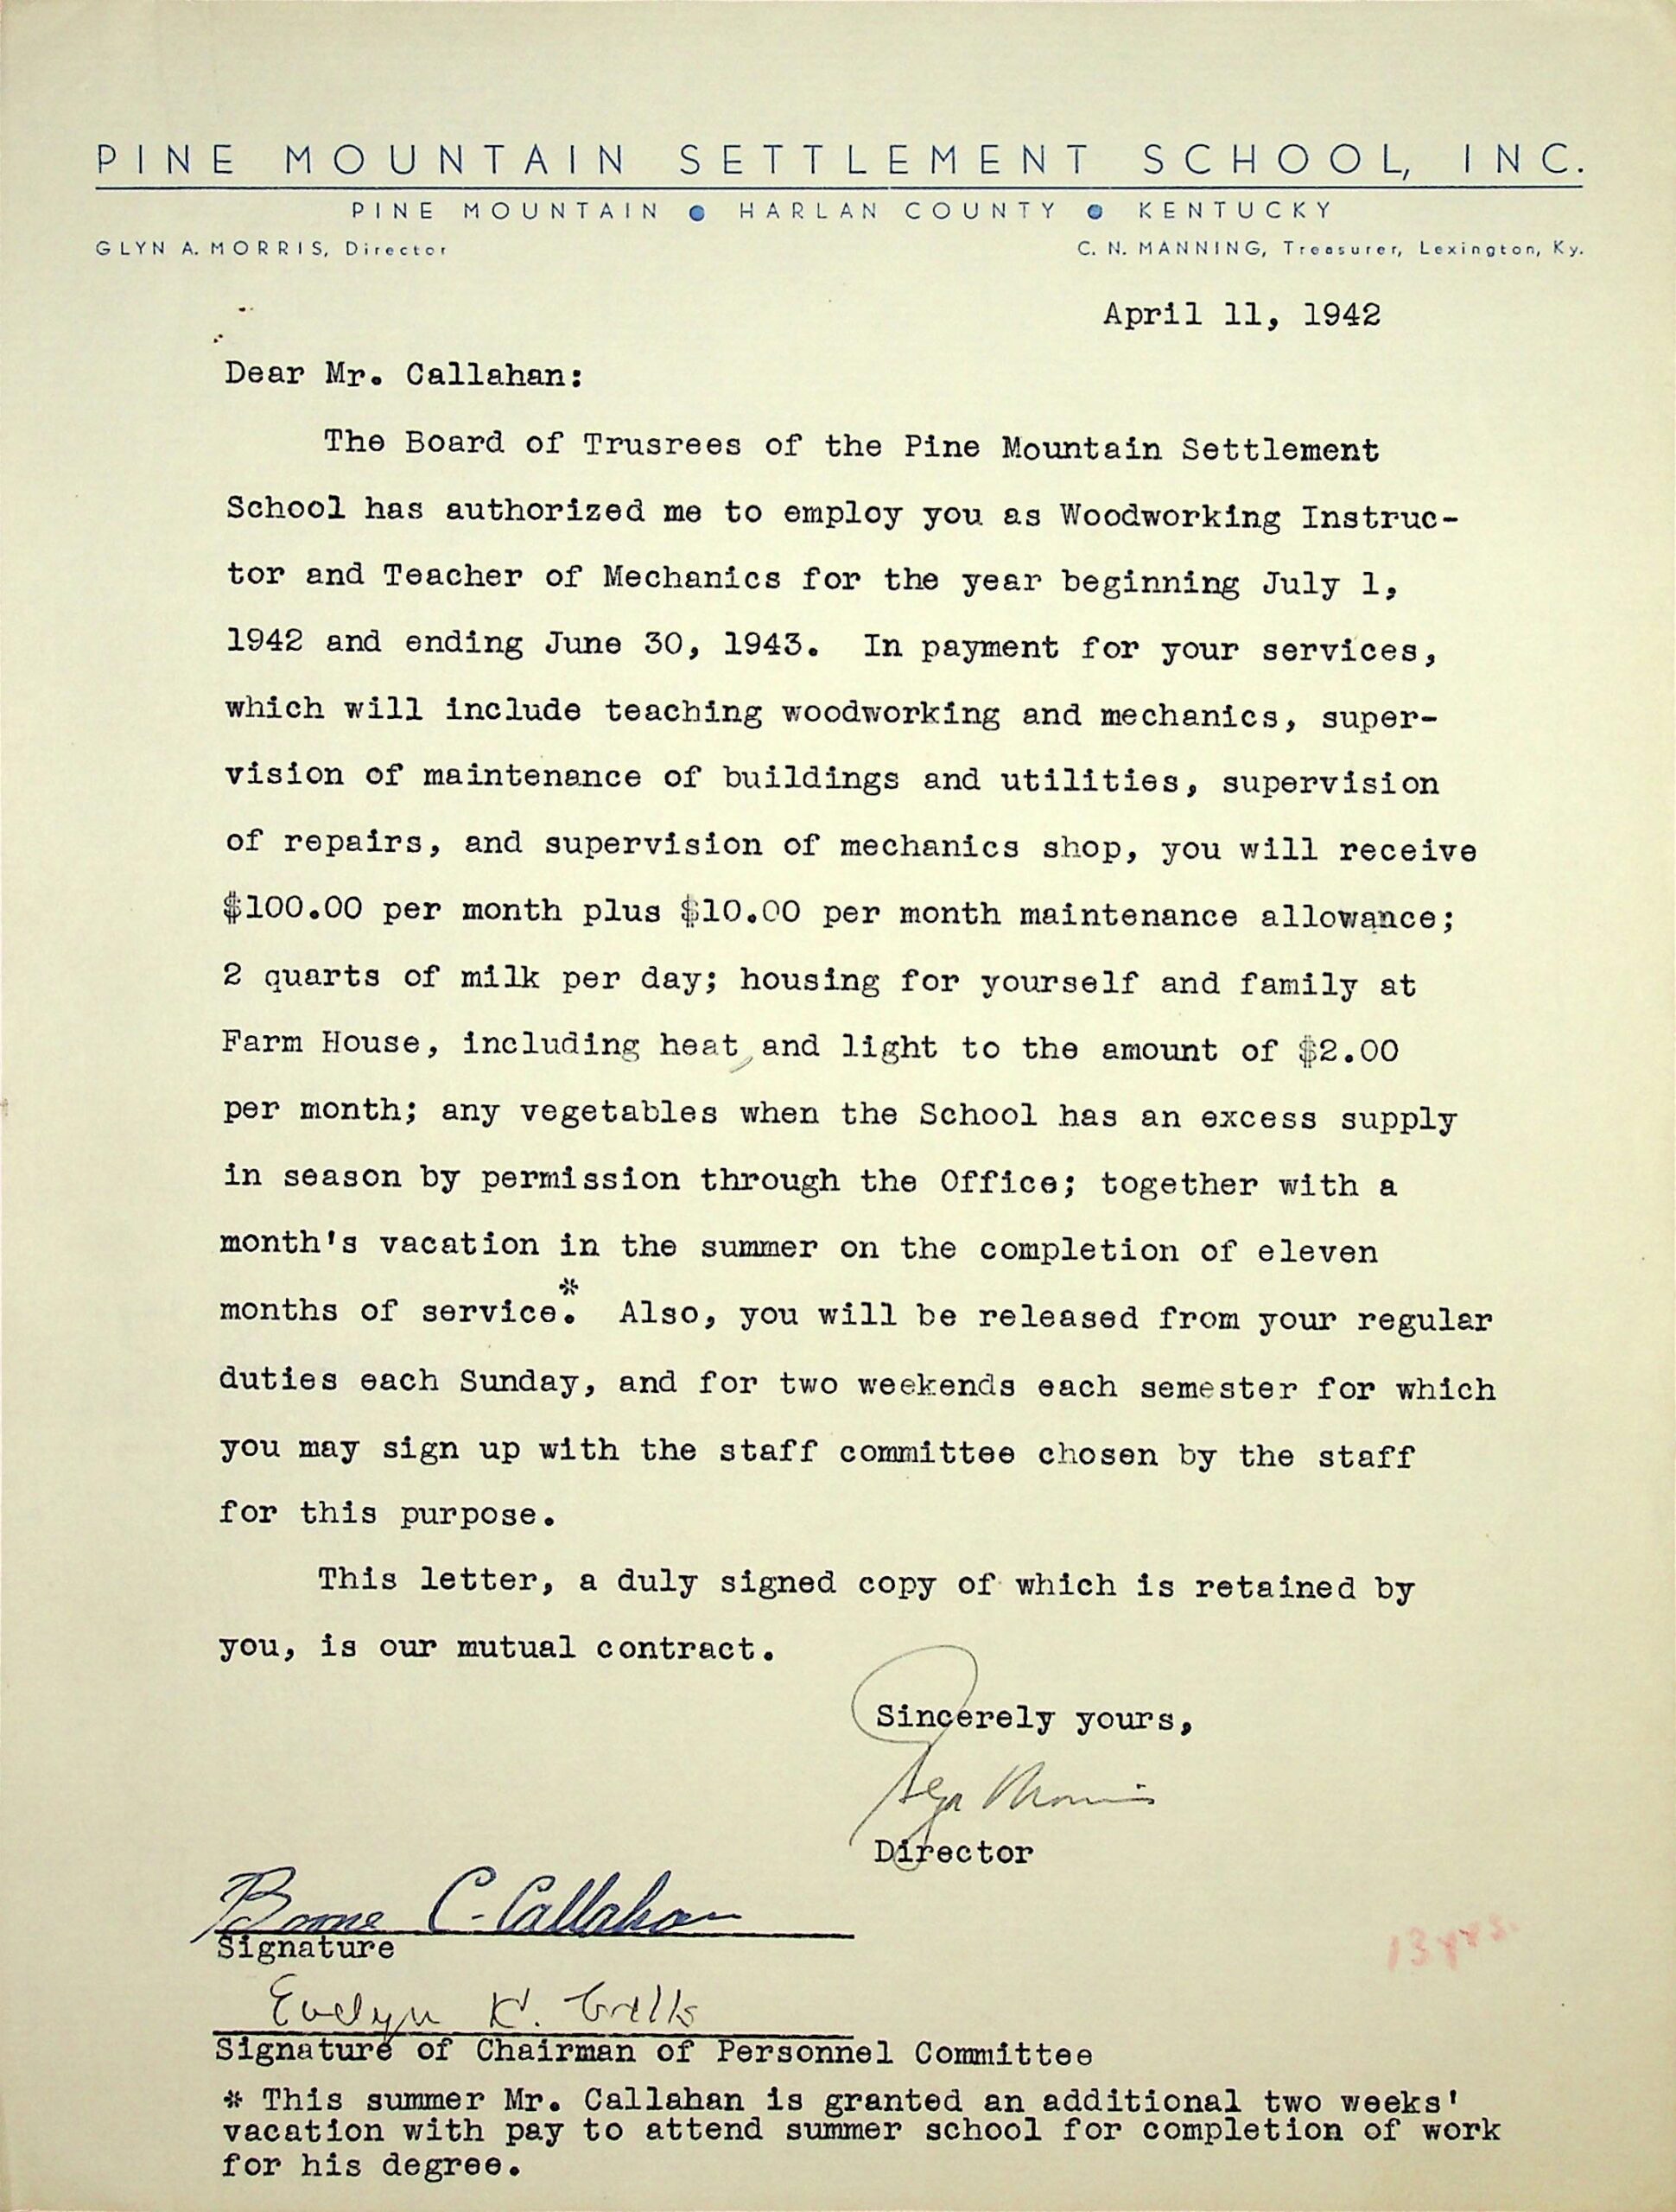 PINE MOUNTAIN SETTLEMENT SCHOOL, INC.
PINE MOUNTAIN ● HARLAN COUNTY ● KENTUCKY
GLYN A. MORRIS, Director C. N. MANNING, Treasurer, Lexington, Ky.
April 11, 1942
Dear Mr. Callahan:
The Board of Trusrees of the Pine Mountain Settlement
School has authorized me to employ you as Woodworking Instruc-
tor and Teacher of Mechanics for the year beginning July 1,
1942 and ending June 30, 1943. In payment for your services,
which will include teaching woodworking and mechanics, super-
vision of maintenance of buildings and utilities, supervision
of repairs, and supervision of mechanics shop, you will receive
$100.00 per month plus $10.00 per month maintenance allowance;
2 quarts of milk per day; housing for yourself and family at
Farm House, including heat, and light to the amount of $2.00
per month; any vegetables when the School has an excess supply
in season by permission through the Office; together with a
month's vacation in the summer on the completion of eleven
months of service.* Also, you will be released from your regular
duties each Sunday, and for two weekends each semester for which
you may sign up with the staff committee chosen by the staff
for this purpose.
This letter, a duly signed copy of which is retained by
you, is our mutual contract.
Sincerely yours,
Glyn Morris
Director
Boone C. Callahan
Signature
13 yrs.
Evelyn K.
Signature of Chairman of Personnel Committee
* This summer Mr. Callahan is granted an additional two weeks'
vacation with pay to attend summer school for completion of work
for his degree.